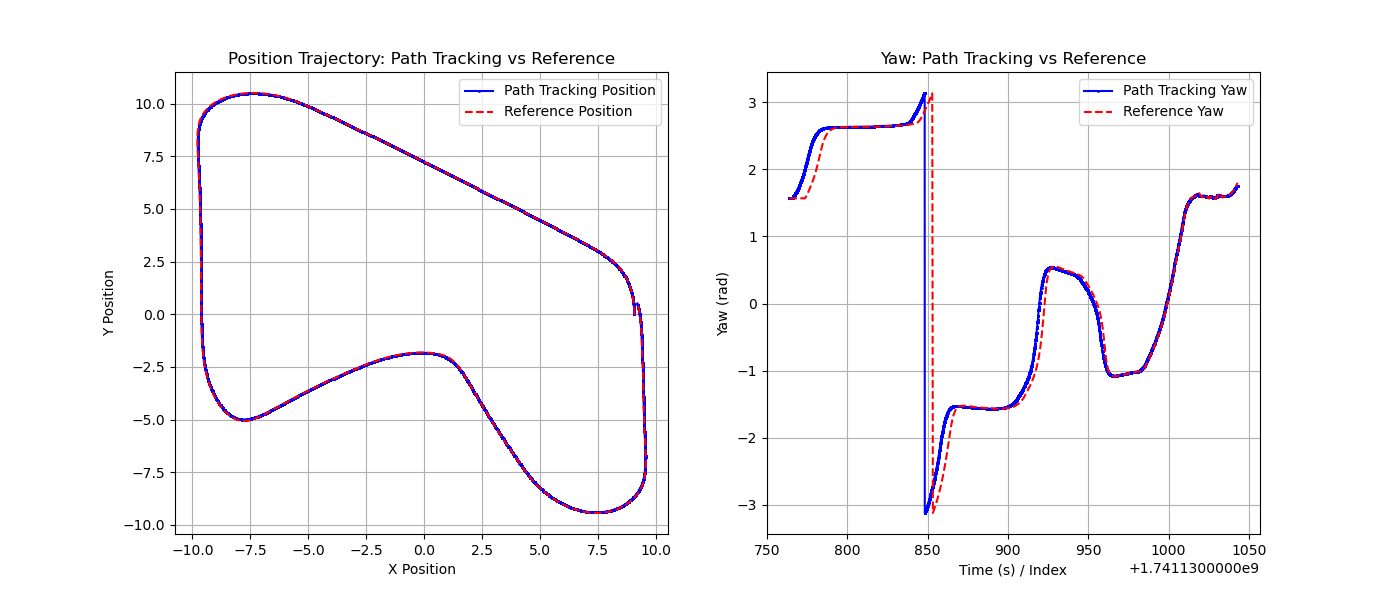 Position Trajectory: Path Tracking vs Reference
Path Tracking Position
Reference Position
Y Position
10.0
7.5
5.0
2.5
0.0
−2.5
−5.0
−7.5
−10.0
−10.0 −7.5 −5.0 −2.5 0.0 2.5 5.0 7.5 10.0
X Position
Yaw: Path Tracking vs Reference
Path Tracking Yaw
Reference Yaw
Yaw (rad)
3
2
1
0
−1
−2
−3
750 800 850 900 950 1000 1050
Time (s) / Index
+1.7411300000e9